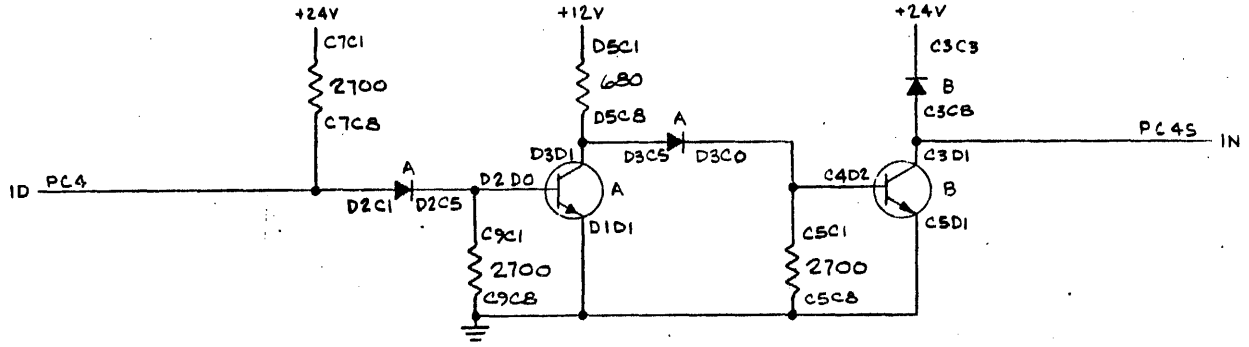 +24V
C7C1
2700
C7C8
ID PC4
A
D2C1 D2C5
D2D0
C9C1
2700
C9C8
+12V
D5C1
680
D5C8
D3D1
A
D1D1
A
D3C5 D3C0
C4D2
C5C1
2700
C5C8
+24V
C3C3
B
C3C8
C3D1
B
C5D1
PC4S IN